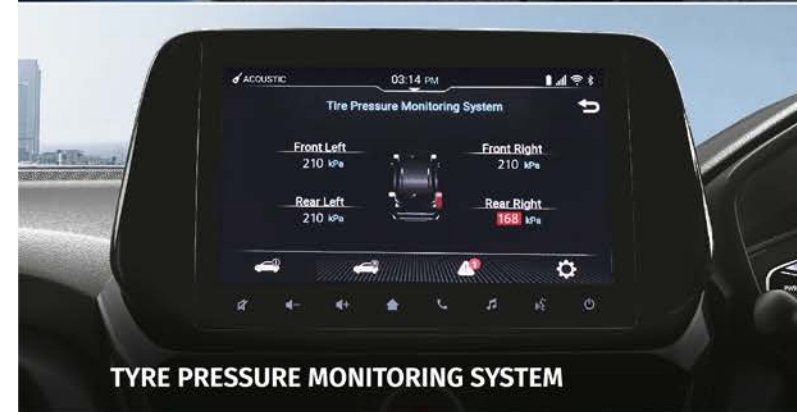 ACOUSTIC 03:14 PM
Tire Pressure Monitoring System
Front Left Front Right
210 kPa 210 kPa
Rear Left Rear Right
210 kPa 168 kPa
TYRE PRESSURE MONITORING SYSTEM